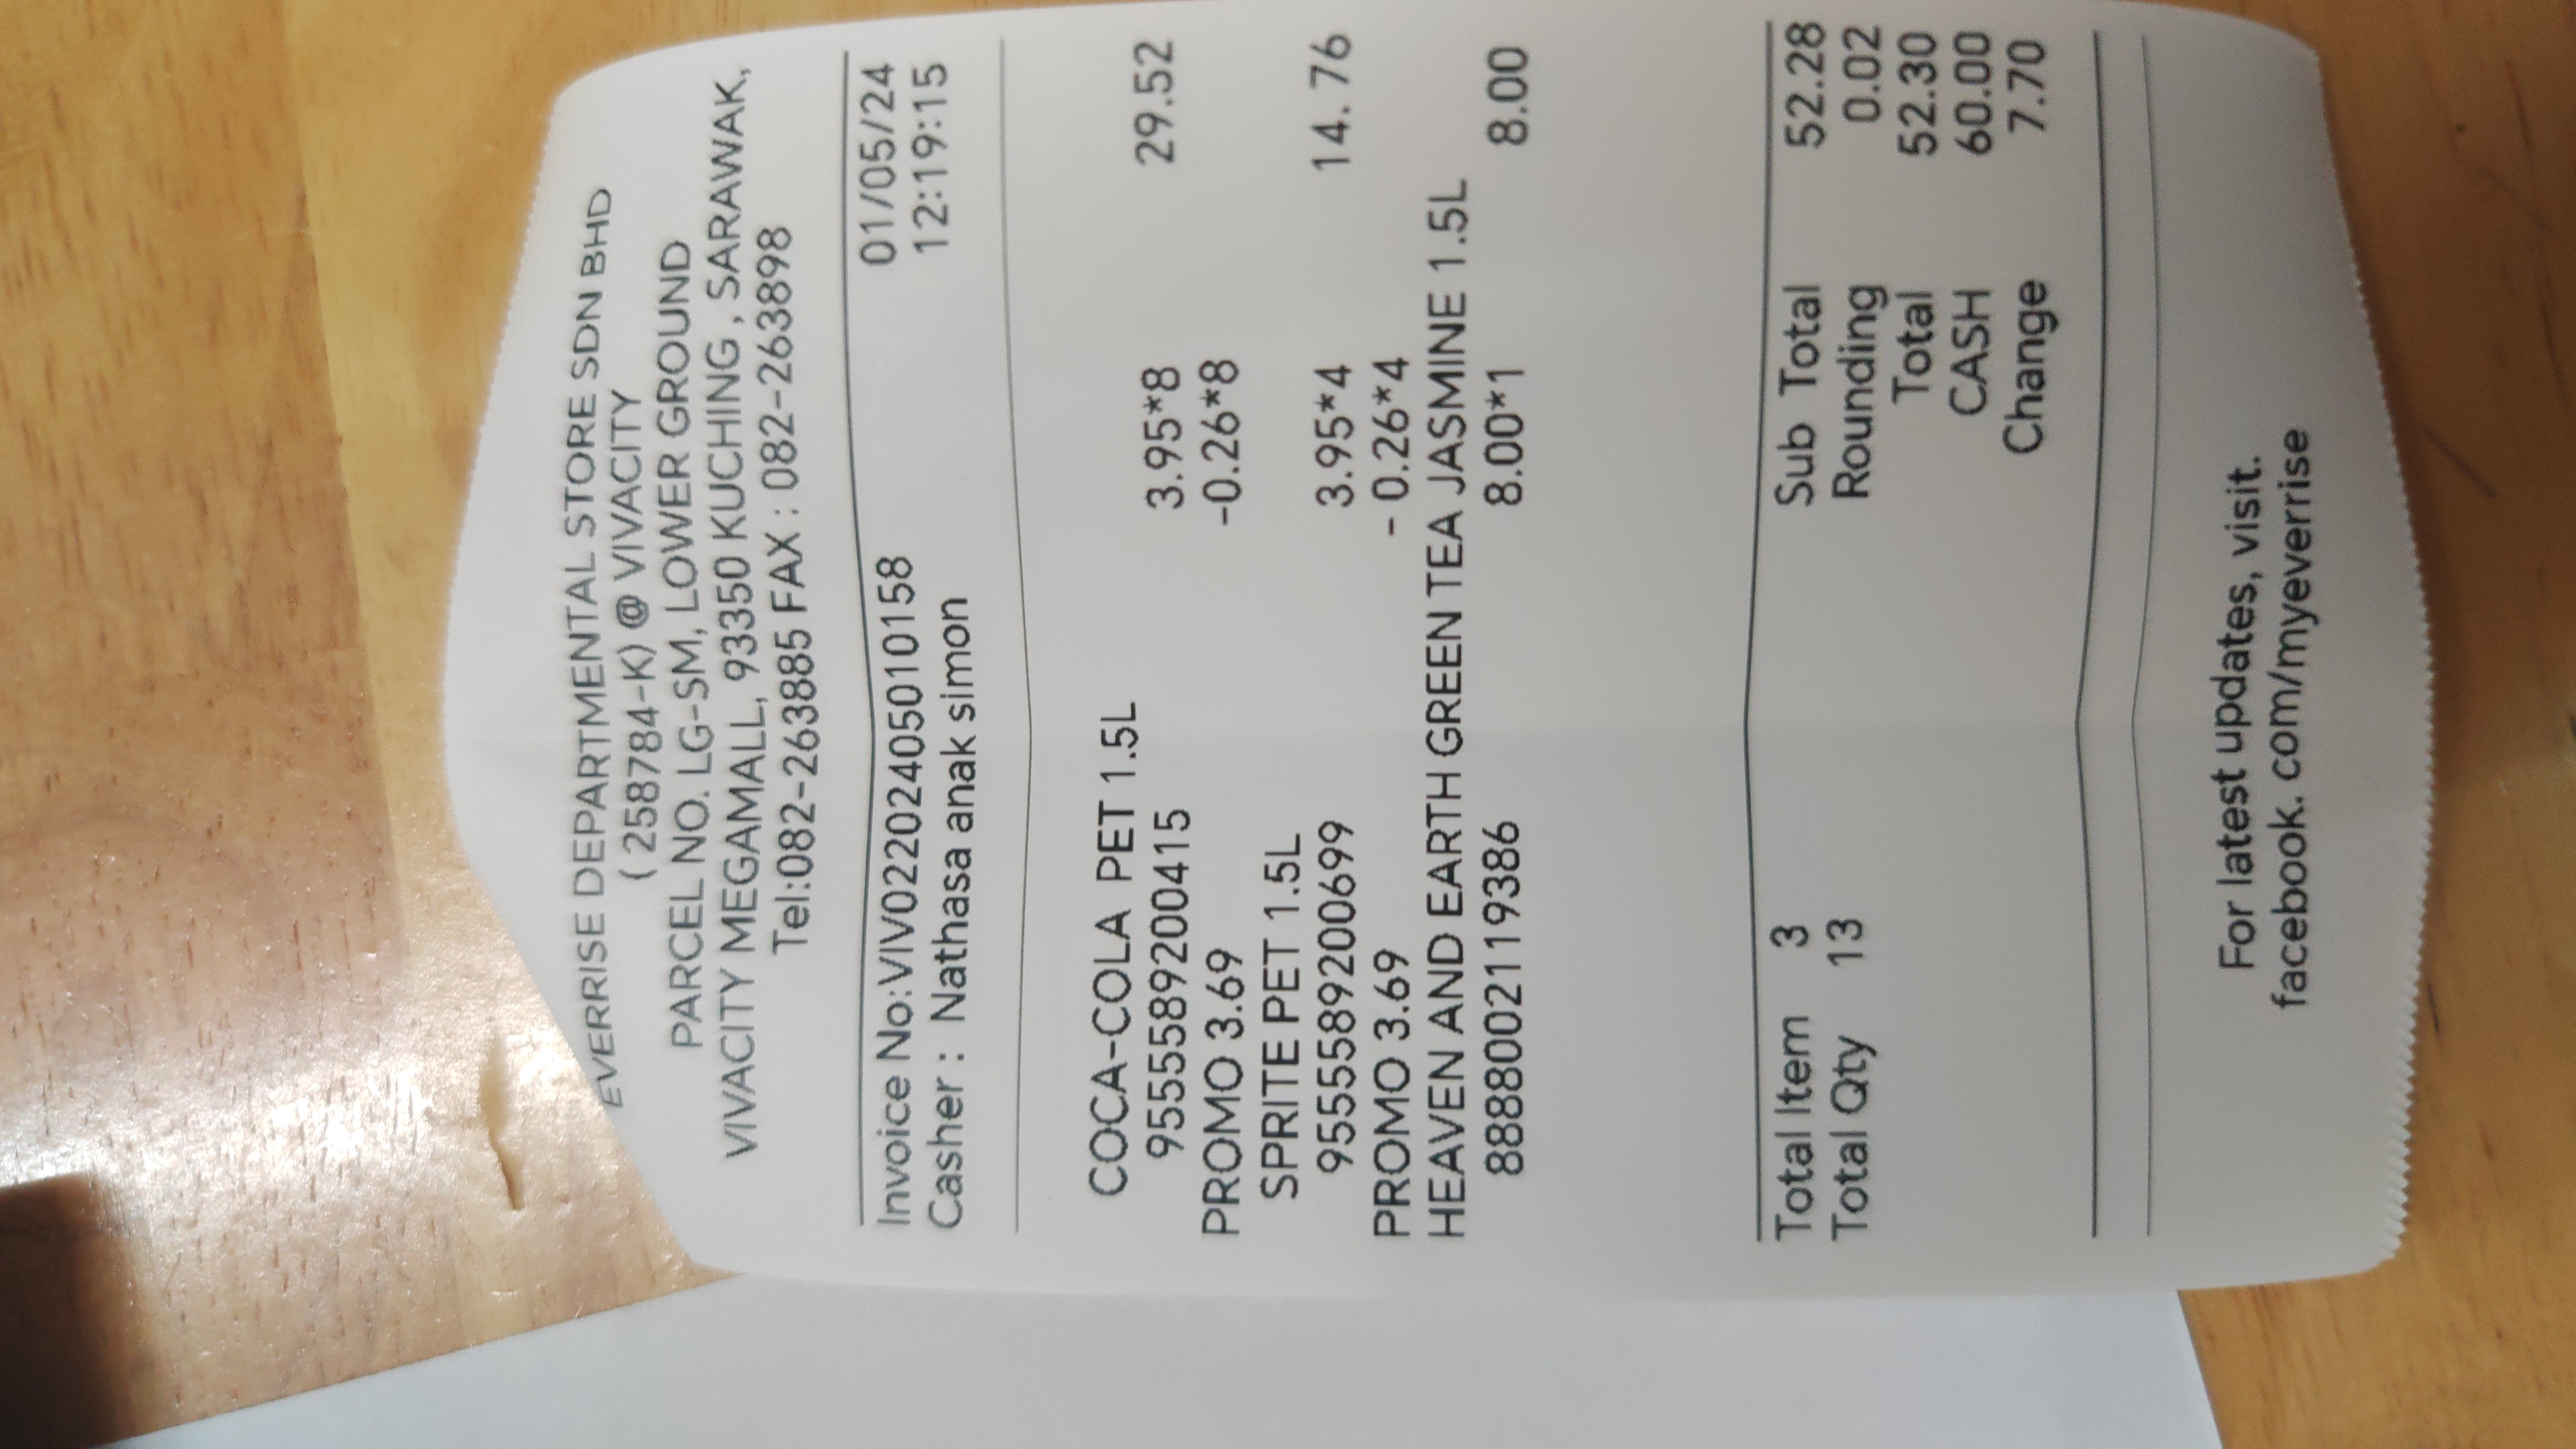 EVERRISE DEPARTMENTAL STORE SDN BHD
( 258784-K) @ VIVACITY
PARCEL NO. LG-SM, LOWER GROUND
VIVACITY MEGAMALL, 93350 KUCHING , SARAWAK,
Tel:082-263885 FAX : 082-263898
Invoice No:VIV02202405010158 01/05/24
Casher : Nathasa anak simon 12:19:15
COCA-COLA PET 1.5L
9555589200415 3.95*8 29.52
PROMO 3.69 -0.26*8
SPRITE PET 1.5L
9555589200699 3.95*4 14. 76
PROMO 3.69 - 0.26*4
HEAVEN AND EARTH GREEN TEA JASMINE 1.5L
8888002119386 8.00*1 8.00
Total Item 3 Sub Total 52.28
Total Qty 13 Rounding 0.02
Total 52.30
CASH 60.00
Change 7.70
For latest updates, visit.
facebook. com/myeverrise